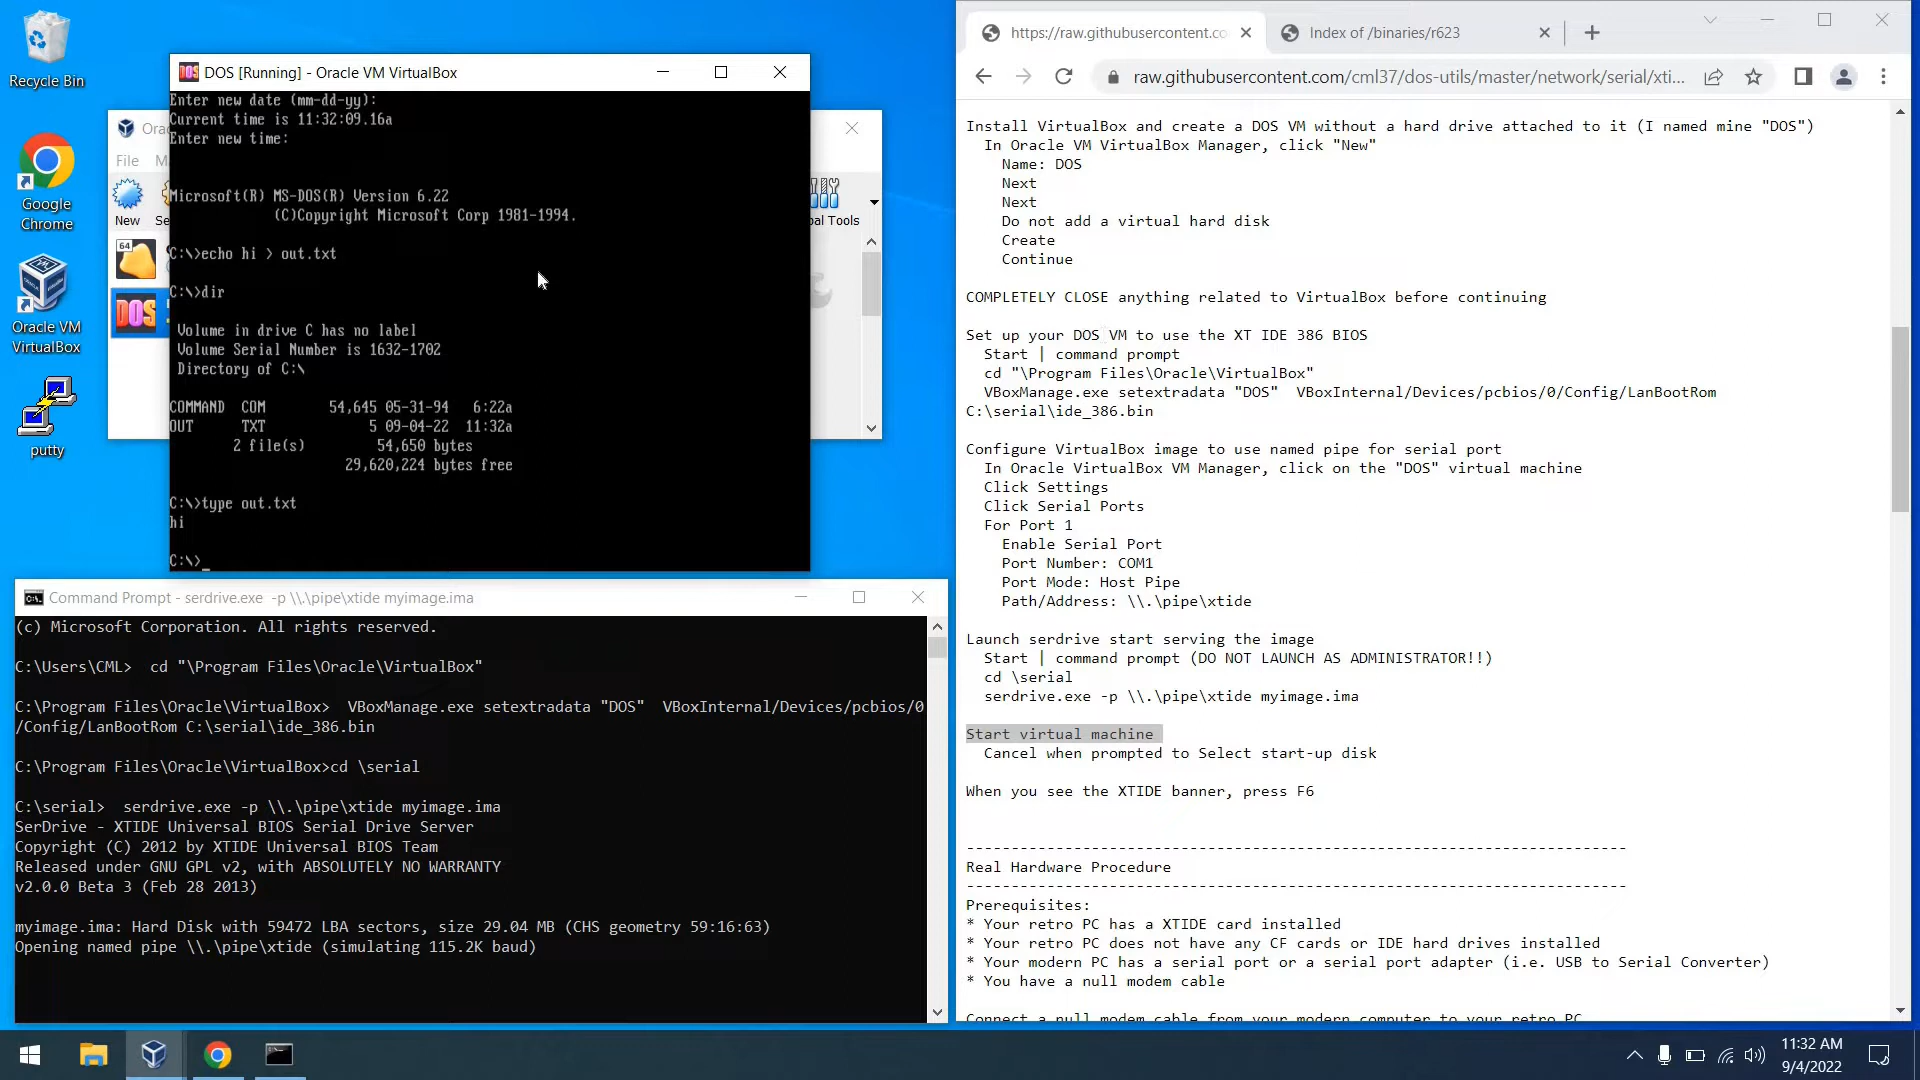 Recycle Bin
Google
Chrome
Oracle VM
VirtualBox
putty
Ora
File
M
New
Se
64
DOS
bal Tools
DOS [Running] - Oracle VM VirtualBox
Enter new date (mm-dd-yy):
Current time is 11:32:09.16a
Enter new time:
Microsoft(R) MS-DOS(R) Version 6.22
(C)Copyright Microsoft Corp 1981-1994.
C:\>echo hi > out.txt
C:\>dir
Volume in drive C has no label
Volume Serial Number is 1632-1702
Directory of C:\
COMMAND COM 54,645 05-31-94 6:22a
OUT TXT 5 09-04-22 11:32a
2 file(s) 54,650 bytes
29,620,224 bytes free
C:\>type out.txt
hi
C:\>_
Command Prompt - serdrive.exe -p \\.\pipe\xtide myimage.ima
(c) Microsoft Corporation. All rights reserved.
C:\Users\CML> cd "\Program Files\Oracle\VirtualBox"
C:\Program Files\Oracle\VirtualBox> VBoxManage.exe setextradata "DOS" VBoxInternal/Devices/pcbios/0
/Config/LanBootRom C:\serial\ide_386.bin
C:\Program Files\Oracle\VirtualBox>cd \serial
C:\serial> serdrive.exe -p \\.\pipe\xtide myimage.ima
SerDrive - XTIDE Universal BIOS Serial Drive Server
Copyright (C) 2012 by XTIDE Universal BIOS Team
Released under GNU GPL v2, with ABSOLUTELY NO WARRANTY
v2.0.0 Beta 3 (Feb 28 2013)
myimage.ima: Hard Disk with 59472 LBA sectors, size 29.04 MB (CHS geometry 59:16:63)
Opening named pipe \\.\pipe\xtide (simulating 115.2K baud)
https://raw.githubusercontent.co
Index of /binaries/r623
raw.githubusercontent.com/cml37/dos-utils/master/network/serial/xti...
Install VirtualBox and create a DOS VM without a hard drive attached to it (I named mine "DOS")
In Oracle VM VirtualBox Manager, click "New"
Name: DOS
Next
Next
Do not add a virtual hard disk
Create
Continue
COMPLETELY CLOSE anything related to VirtualBox before continuing
Set up your DOS VM to use the XT IDE 386 BIOS
Start | command prompt
cd "\Program Files\Oracle\VirtualBox"
VBoxManage.exe setextradata "DOS" VBoxInternal/Devices/pcbios/0/Config/LanBootRom
C:\serial\ide_386.bin
Configure VirtualBox image to use named pipe for serial port
In Oracle VirtualBox VM Manager, click on the "DOS" virtual machine
Click Settings
Click Serial Ports
For Port 1
Enable Serial Port
Port Number: COM1
Port Mode: Host Pipe
Path/Address: \\.\pipe\xtide
Launch serdrive start serving the image
Start | command prompt (DO NOT LAUNCH AS ADMINISTRATOR!!)
cd \serial
serdrive.exe -p \\.\pipe\xtide myimage.ima
Start virtual machine
Cancel when prompted to Select start-up disk
When you see the XTIDE banner, press F6
--------------------------------------------------------------------------
Real Hardware Procedure
--------------------------------------------------------------------------
Prerequisites:
* Your retro PC has a XTIDE card installed
* Your retro PC does not have any CF cards or IDE hard drives installed
* Your modern PC has a serial port or a serial port adapter (i.e. USB to Serial Converter)
* You have a null modem cable
Connect a null modem cable from your modern computer to your retro PC
11:32 AM
9/4/2022